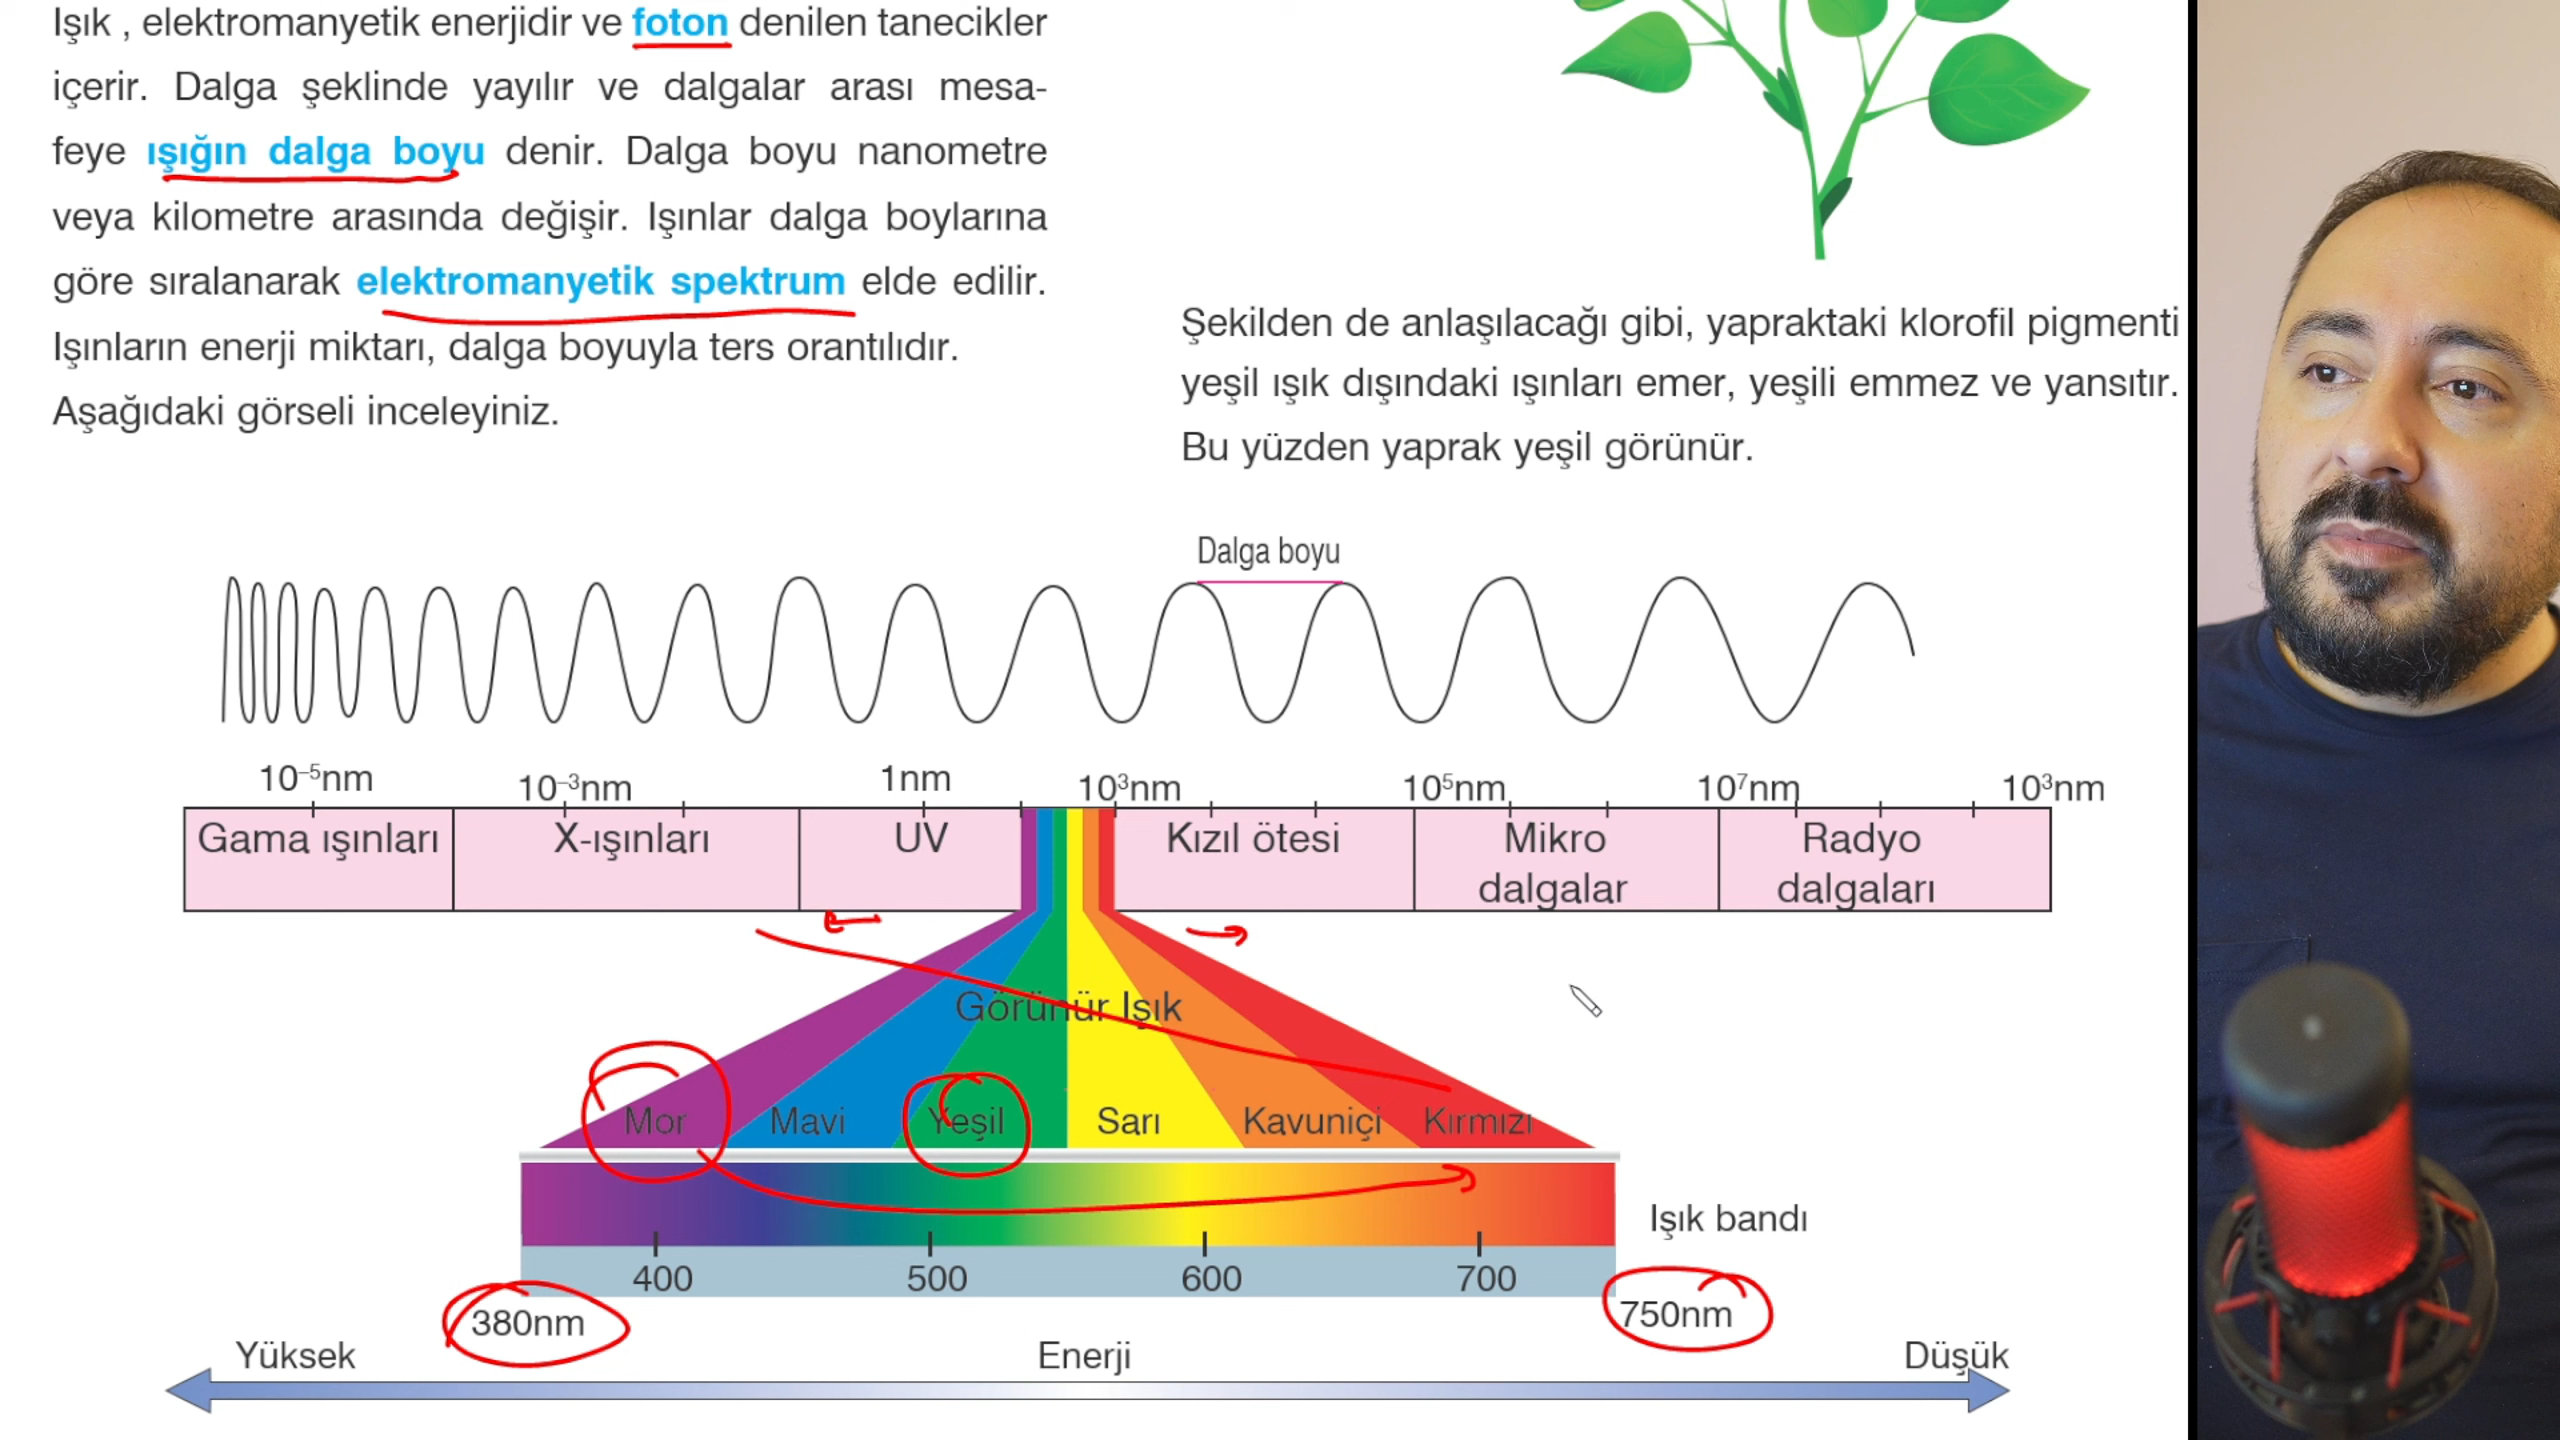 Işık , elektromanyetik enerjidir ve foton denilen tanecikler
içerir. Dalga şeklinde yayılır ve dalgalar arası mesa-
feye ışığın dalga boyu denir. Dalga boyu nanometre
veya kilometre arasında değişir. Işınlar dalga boylarına
göre sıralanarak elektromanyetik spektrum elde edilir.
Işınların enerji miktarı, dalga boyuyla ters orantılıdır.
Aşağıdaki görseli inceleyiniz.
Şekilden de anlaşılacağı gibi, yapraktaki klorofil pigmenti
yeşil ışık dışındaki ışınları emer, yeşili emmez ve yansıtır.
Bu yüzden yaprak yeşil görünür.
Dalga boyu
10⁻⁵nm 10⁻³nm 1nm 10³nm 10⁵nm 10⁷nm 10³nm
Gama ışınları X-ışınları UV Kızıl ötesi Mikro dalgalar Radyo dalgaları
Görünür Işık
Mor Mavi Yeşil Sarı Kavuniçi Kırmızı
Işık bandı
400 500 600 700
380nm 750nm
Yüksek Enerji Düşük